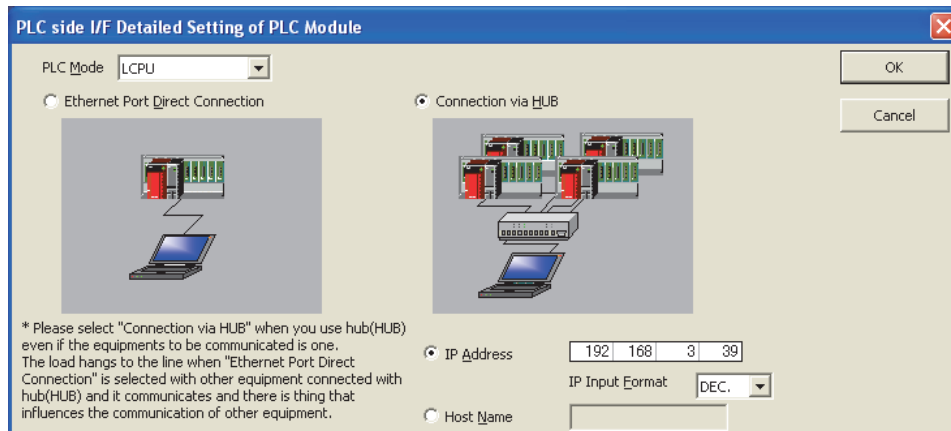 PLC side I/F Detailed Setting of PLC Module
PLC Mode LCPU
OK
Ethernet Port Direct Connection
Connection via HUB
Cancel
* Please select "Connection via HUB" when you use hub(HUB)
even if the equipments to be communicated is one.
The load hangs to the line when "Ethernet Port Direct
Connection" is selected with other equipment connected with
hub(HUB) and it communicates and there is thing that
influences the communication of other equipment.
IP Address 192 168 3 39
IP Input Format DEC.
Host Name